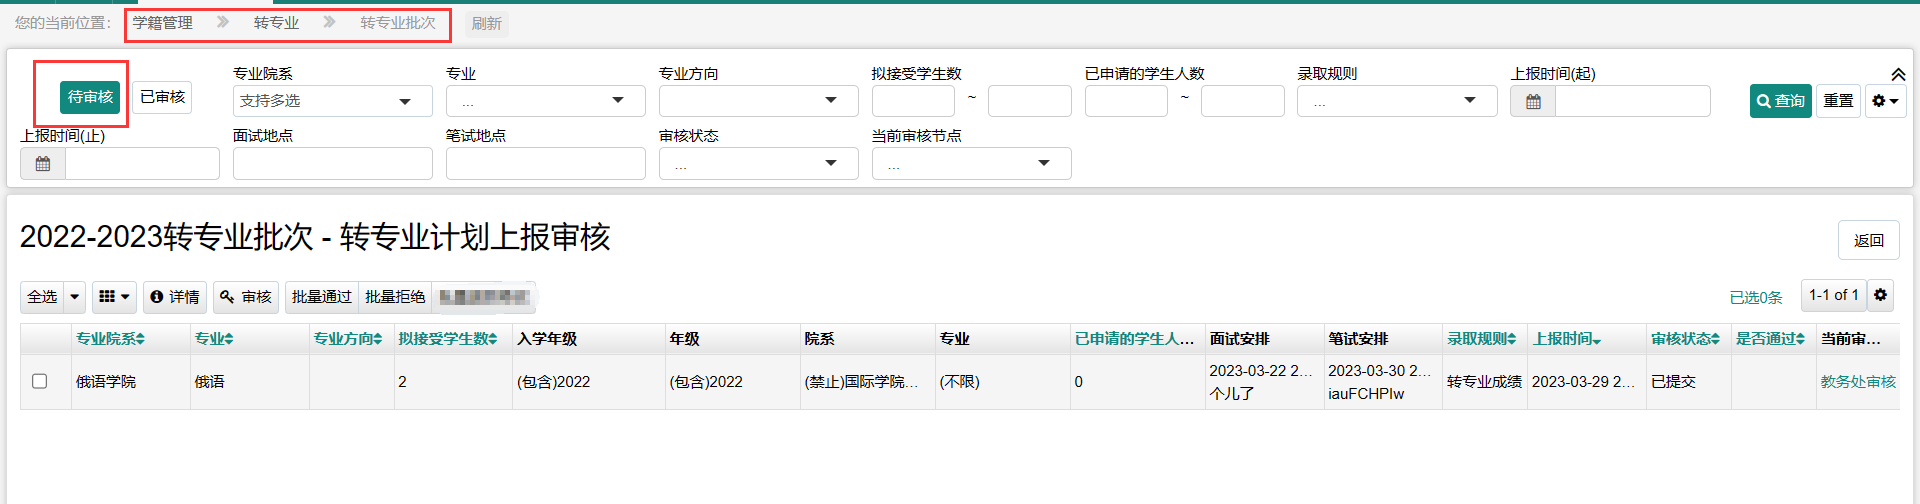 您的当前位置： 学籍管理 转专业 转专业批次 刷新
待审核 已审核
专业院系 专业 专业方向 拟接受学生数 已申请的学生人数 录取规则 上报时间(起)
支持多选 ... ~ ~ ... 查询 重置
上报时间(止) 面试地点 笔试地点 审核状态 当前审核节点
... ...
2022-2023转专业批次 - 转专业计划上报审核
返回
全选 详情 审核 批量通过 批量拒绝
已选0条 1-1 of 1
专业院系 专业 专业方向 拟接受学生数 入学年级 年级 院系 专业 已申请的学生人... 面试安排 笔试安排 录取规则 上报时间 审核状态 是否通过 当前审...
俄语学院 俄语 2 (包含)2022 (包含)2022 (禁止)国际学院... (不限) 0 2023-03-22 2... 2023-03-30 2... 转专业成绩 2023-03-29 2... 已提交 教务处审核
个儿了 iauFCHPIw